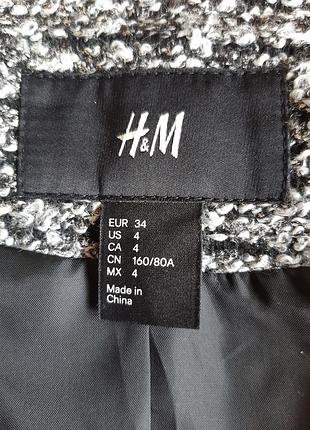 H&M
EUR 34
US 4
CA 4
CN 160/80A
MX 4
Made in
China